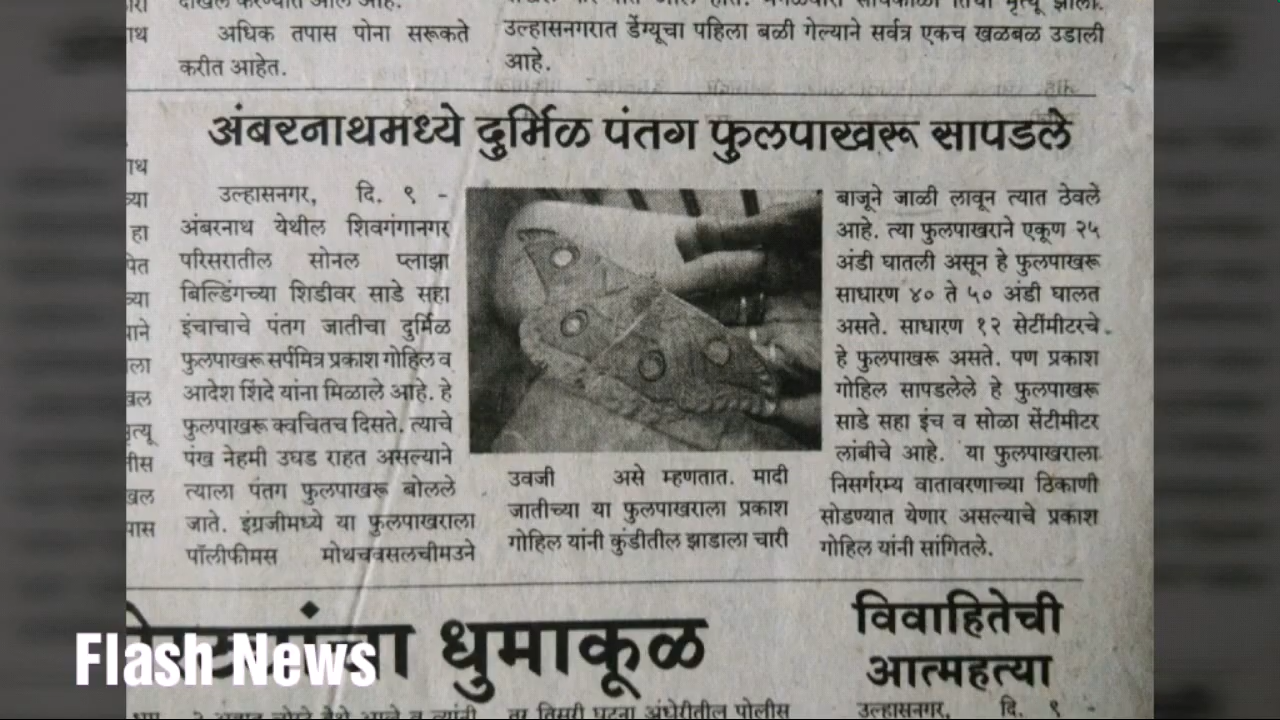 अधिक तपास पोना सरूकते
करीत आहेत.
उल्हासनगरात डेंग्यूचा पहिला बळी गेल्याने सर्वत्र एकच खळबळ उडाली
आहे.
अंबरनाथमध्ये दुर्मिळ पंतग फुलपाखरू सापडले
उल्हासनगर, दि. ९ -
अंबरनाथ येथील शिवगंगानगर
परिसरातील सोनल प्लाझा
बिल्डिंगच्या शिडीवर साडे सहा
इंचाचाचे पंतग जातीचा दुर्मिळ
फुलपाखरू सर्पमित्र प्रकाश गोहिल व
आदेश शिंदे यांना मिळाले आहे. हे
फुलपाखरू क्वचितच दिसते. त्याचे
पंख नेहमी उघड राहत असल्याने
त्याला पंतग फुलपाखरू बोलले
जाते. इंग्रजीमध्ये या फुलपाखराला
पॉलीफीमस मोथचवसलचीमउने
उवजी असे म्हणतात. मादी
जातीच्या या फुलपाखराला प्रकाश
गोहिल यांनी कुंडीतील झाडाला चारी
बाजूने जाळी लावून त्यात ठेवले
आहे. त्या फुलपाखराने एकूण २५
अंडी घातली असून हे फुलपाखरू
साधारण ४० ते ५० अंडी घालत
असते. साधारण १२ सेटींमीटरचे
हे फुलपाखरू असते. पण प्रकाश
गोहिल सापडलेले हे फुलपाखरू
साडे सहा इंच व सोळा सेंटीमीटर
लांबीचे आहे. या फुलपाखराला
निसर्गरम्य वातावरणाच्या ठिकाणी
सोडण्यात येणार असल्याचे प्रकाश
गोहिल यांनी सांगितले.
धुमाकूळ
विवाहितेची
आत्महत्या
उल्हासनगर, दि. ९ -
Flash News